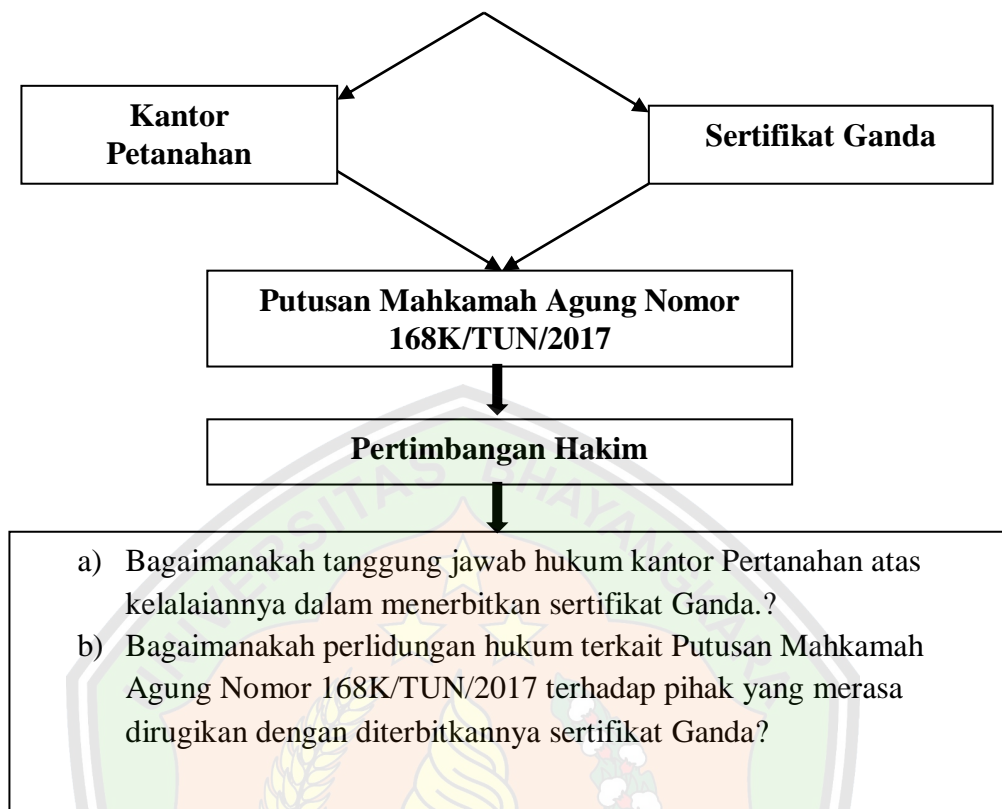 Kantor
Petanahan
Sertifikat Ganda
Putusan Mahkamah Agung Nomor
168K/TUN/2017
Pertimbangan Hakim
UNIVERSITAS BHAYANGKARA
a) Bagaimanakah tanggung jawab hukum kantor Pertanahan atas
kelalaiannya dalam menerbitkan sertifikat Ganda.?
b) Bagaimanakah perlidungan hukum terkait Putusan Mahkamah
Agung Nomor 168K/TUN/2017 terhadap pihak yang merasa
dirugikan dengan diterbitkannya sertifikat Ganda?